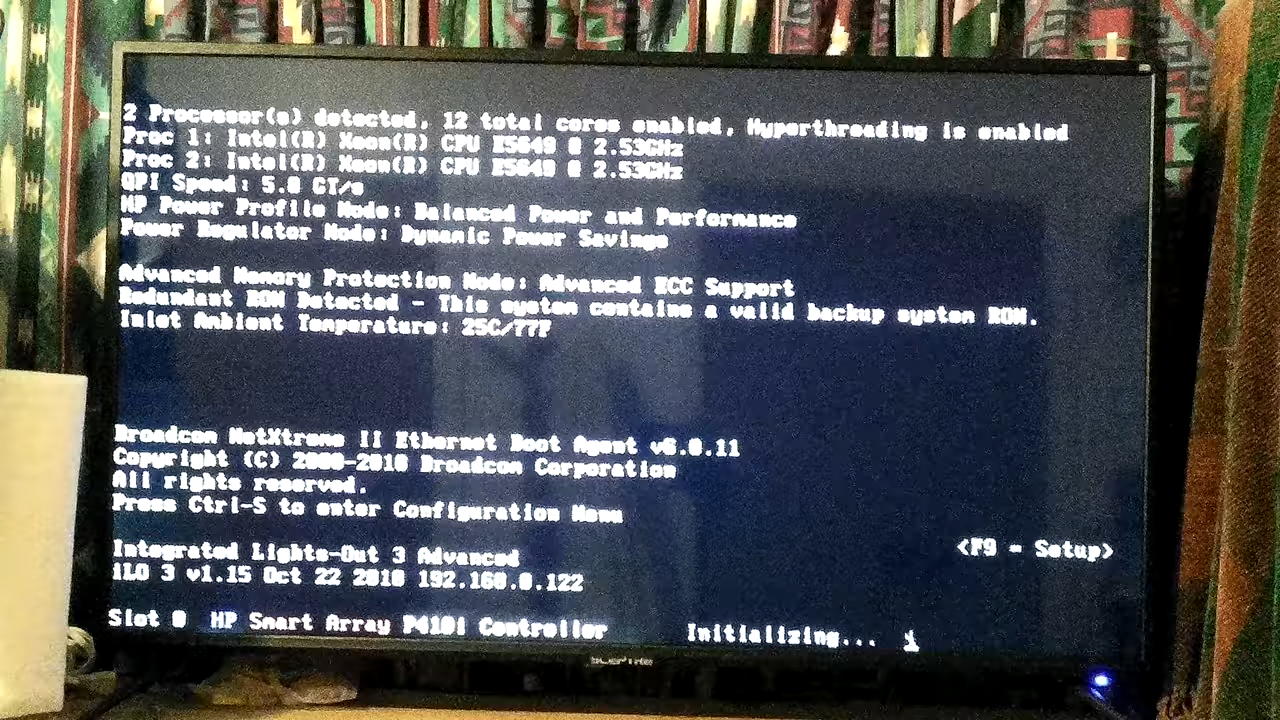 2 Processor(s) detected, 12 total cores enabled, Hyperthreading is enabled
Proc 1: Intel(R) Xeon(R) CPU E5649 @ 2.53GHz
Proc 2: Intel(R) Xeon(R) CPU E5649 @ 2.53GHz
QPI Speed: 5.8 GT/s
HP Power Profile Mode: Balanced Power and Performance
Power Regulator Mode: Dynamic Power Savings
Advanced Memory Protection Mode: Advanced ECC Support
Redundant ROM Detected - This system contains a valid backup system ROM.
Inlet Ambient Temperature: 25C/77F
Broadcom NetXtreme II Ethernet Boot Agent v6.0.11
Copyright (C) 2000-2010 Broadcom Corporation
All rights reserved.
Press Ctrl-S to enter Configuration Menu
Integrated Lights-Out 3 Advanced
<F9 = Setup>
iLO 3 v1.15 Oct 22 2010 192.168.0.122
Slot 0 HP Smart Array P410i Controller Initializing...
SCEPTRE